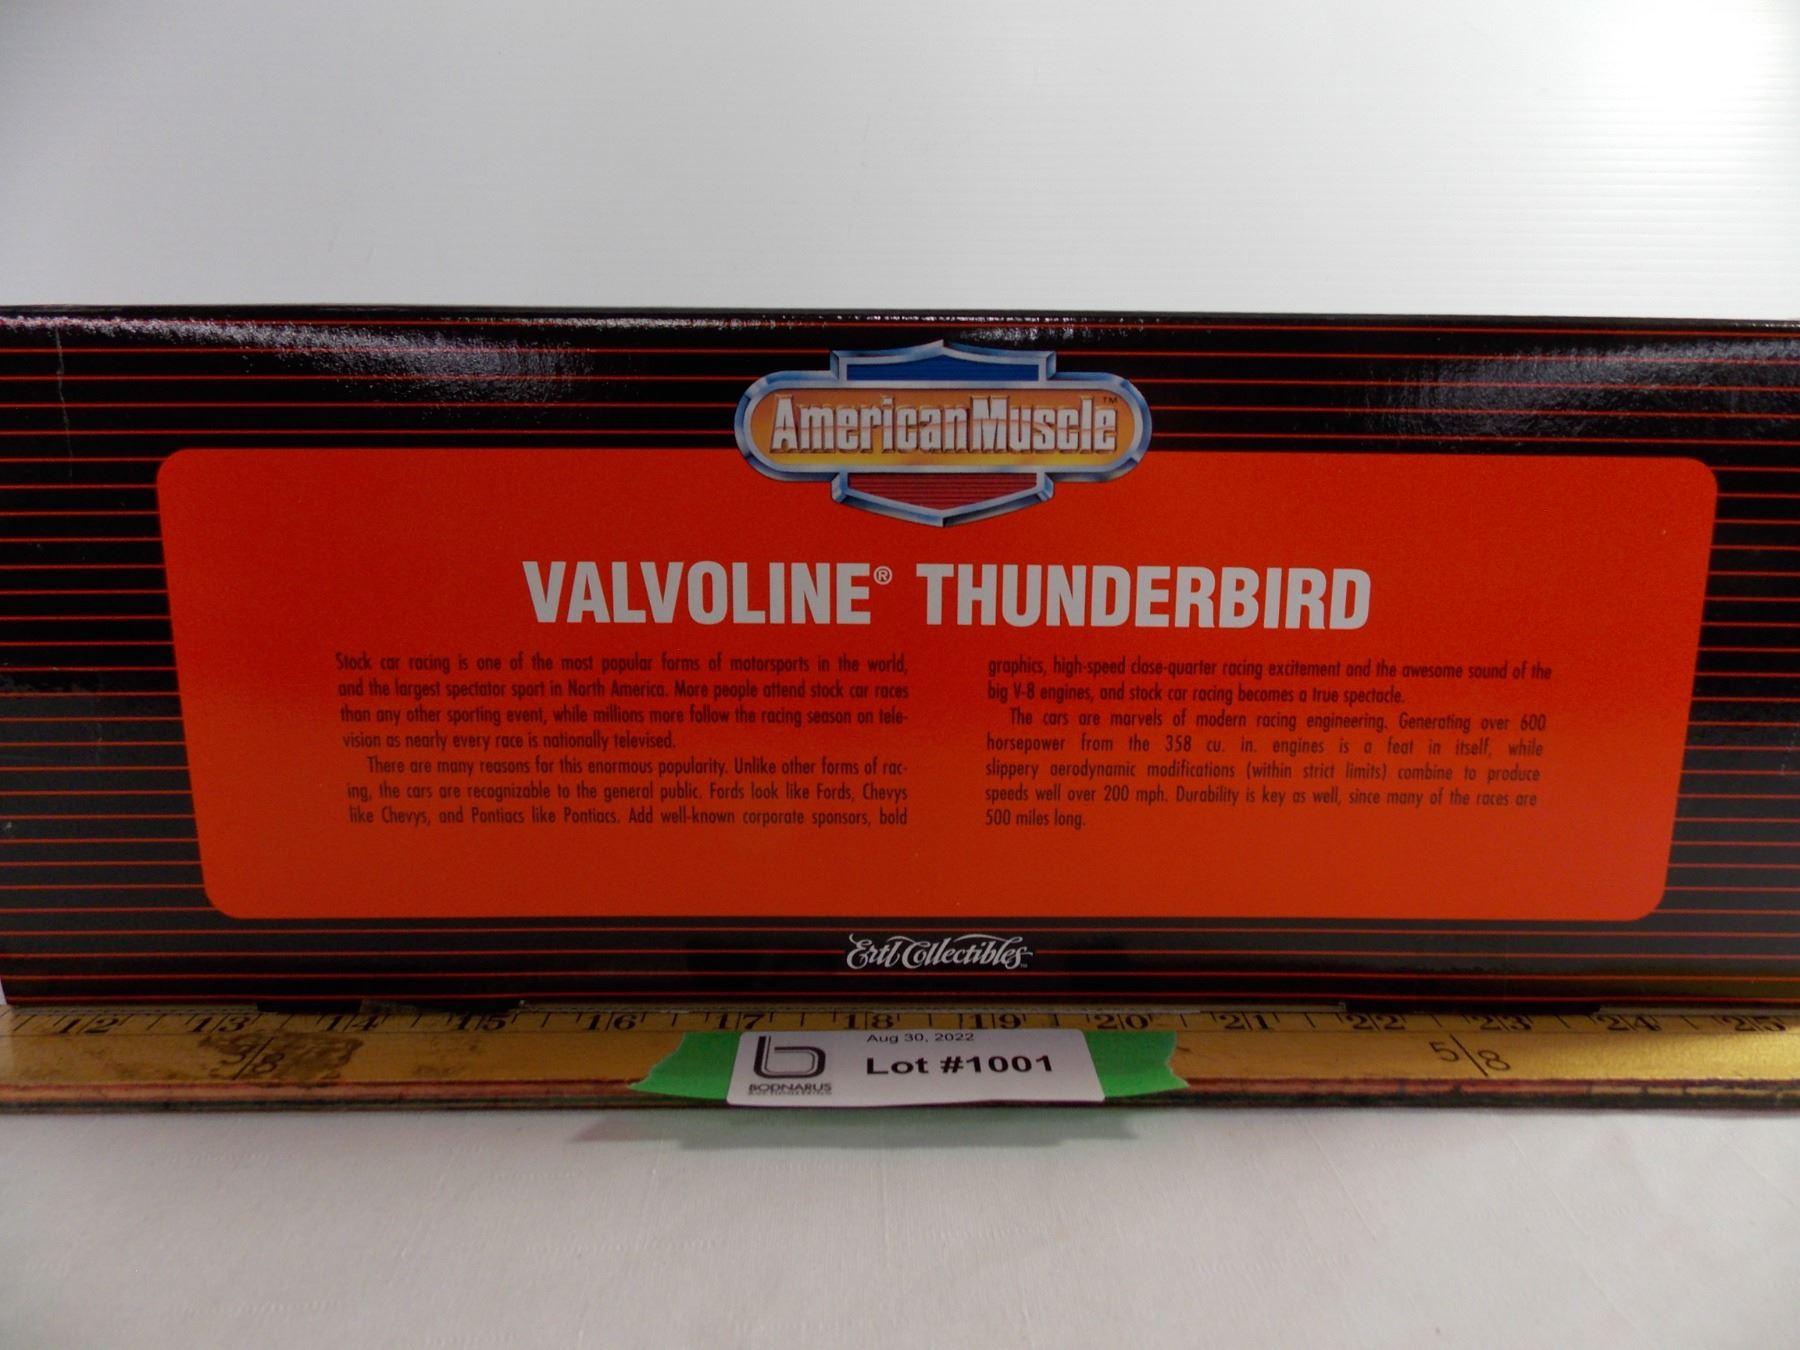 AmericanMuscle™
VALVOLINE® THUNDERBIRD
Stock car racing is one of the most popular forms of motorsports in the world,
and the largest spectator sport in North America. More people attend stock car races
than any other sporting event, while millions more follow the racing season on tele-
vision as nearly every race is nationally televised.
There are many reasons for this enormous popularity. Unlike other forms of rac-
ing, the cars are recognizable to the general public. Fords look like Fords, Chevys
like Chevys, and Pontiacs like Pontiacs. Add well-known corporate sponsors, bold
graphics, high-speed close-quarter racing excitement and the awesome sound of the
big V-8 engines, and stock car racing becomes a true spectacle.
The cars are marvels of modern racing engineering. Generating over 600
horsepower from the 358 cu. in. engines is a feat in itself, while
slippery aerodynamic modifications (within strict limits) combine to produce
speeds well over 200 mph. Durability is key as well, since many of the races are
500 miles long.
Ertl Collectibles™
12 13 14 15 16 17 18 19 20 21 22 23 24 25
3/8
5/8
Aug 30, 2022
Lot #1001
b
BODNARUS